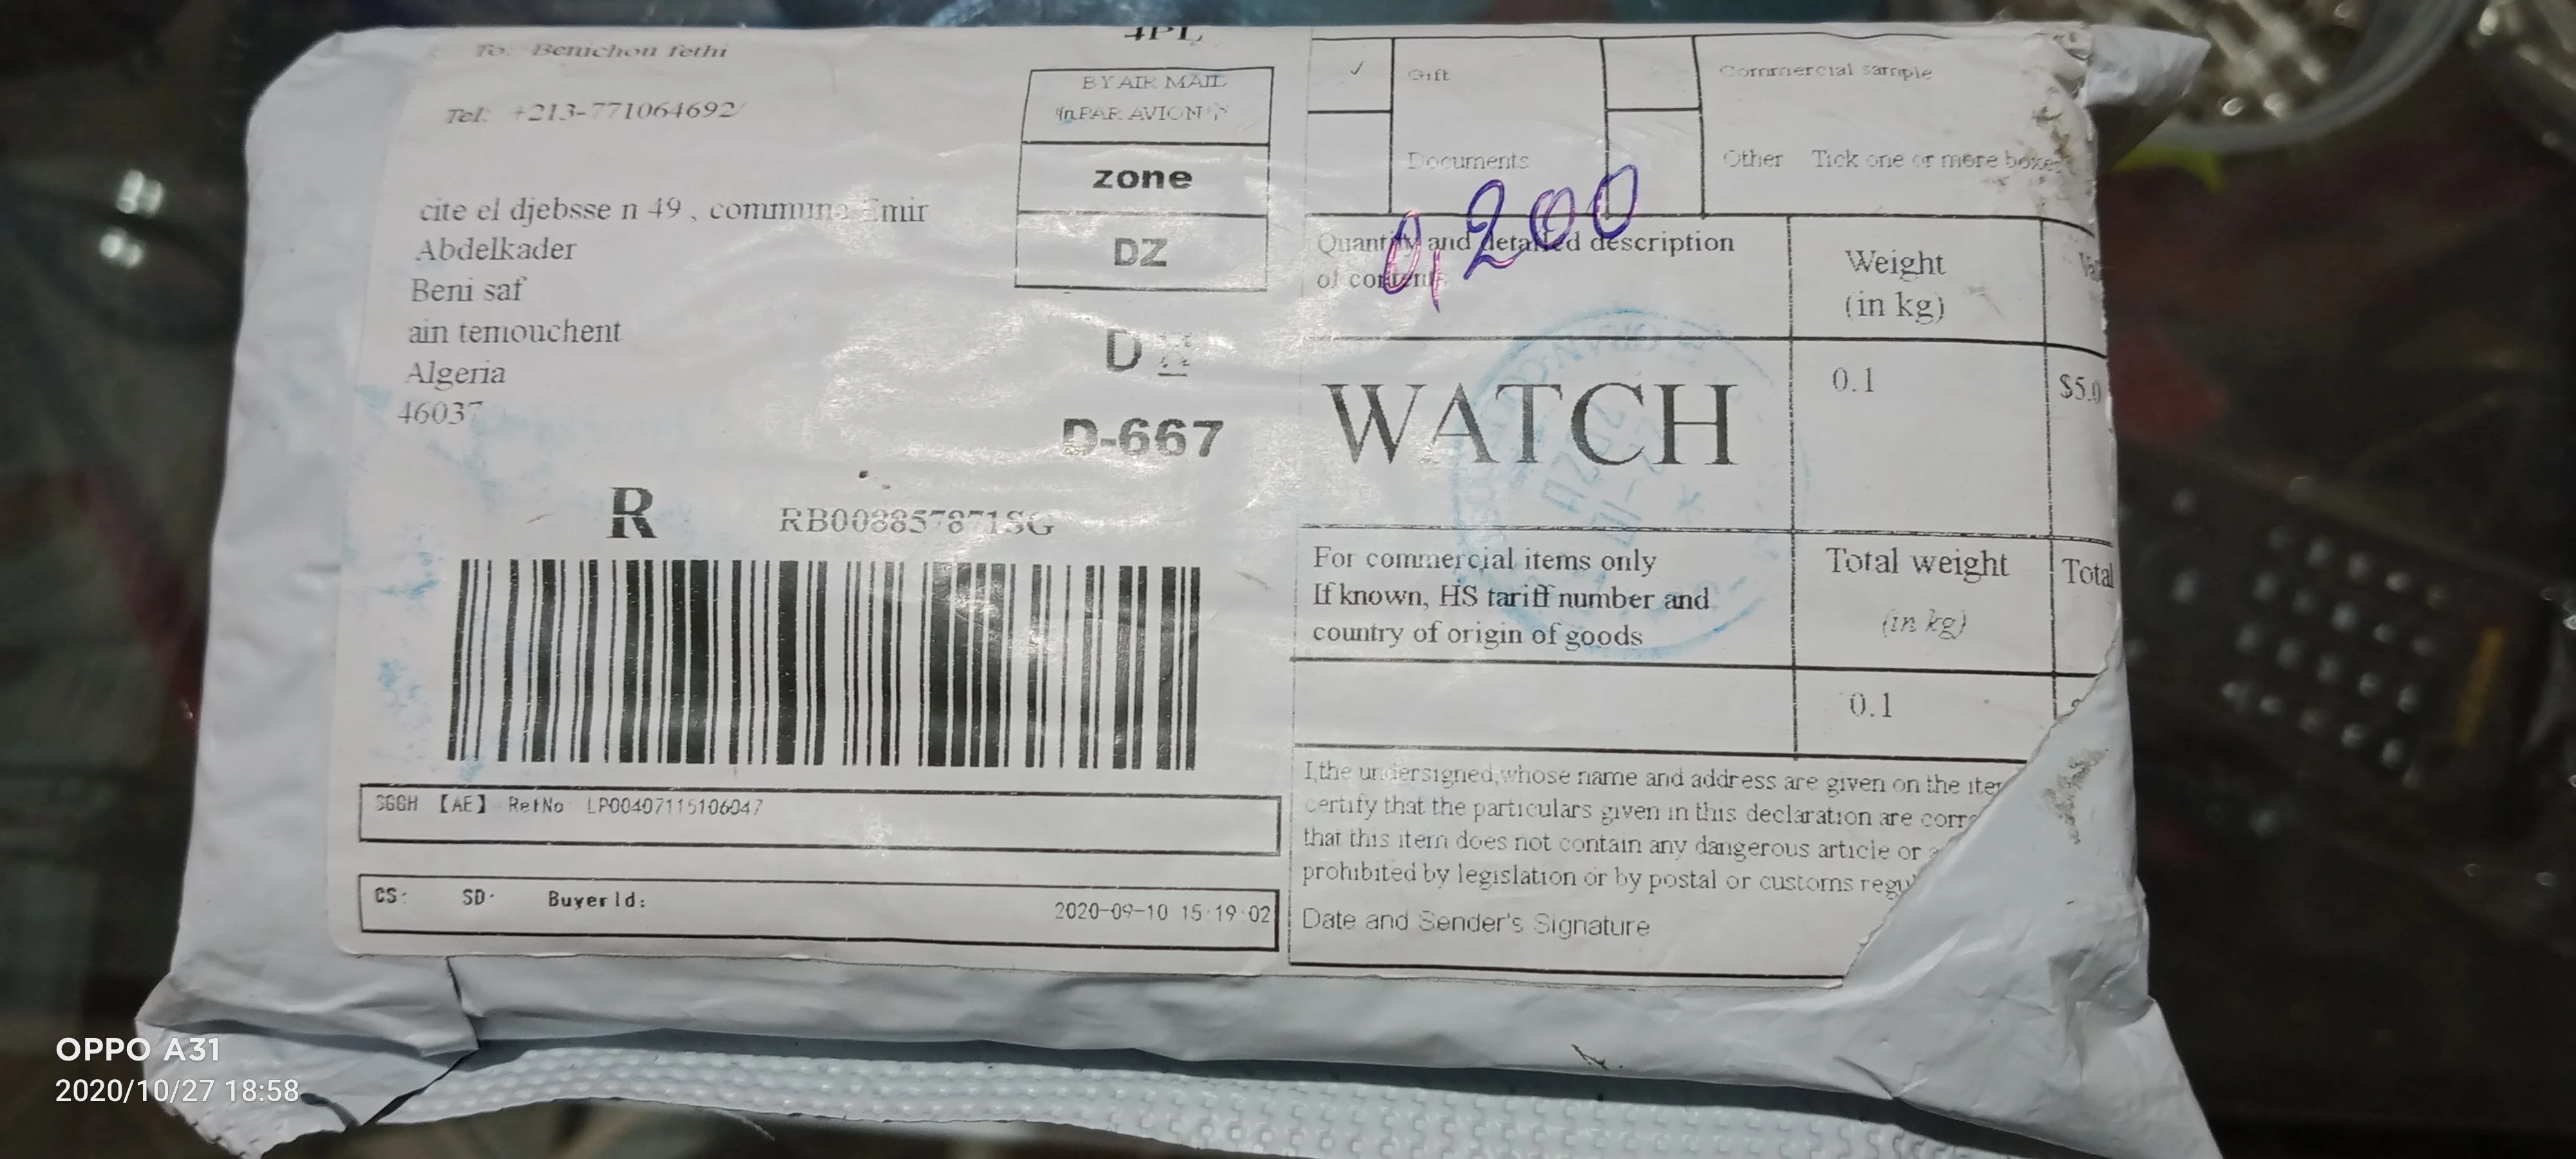 4PL
To: Benichou fethi
Tel: +213-771064692/
cite el djebsse n 49 , commune Emir
Abdelkader
Beni saf
ain temouchent
Algeria
46037
BY AIR MAIL
PAR AVION
zone
DZ
D
D-667
R RB008857871SG
SGGH 【AE】 RefNo: LP00407115106047
CS: SD: BuyerId:
2020-09-10 15:19:02
✓ Gift Commercial sample
Documents Other Tick one or more boxes
0,200
Quantity and detailed description
of contents
Weight
(in kg)
WATCH
0.1
$5.0
For commercial items only
If known, HS tariff number and
country of origin of goods
Total weight
(in kg)
Total
0.1
I,the undersigned,whose name and address are given on the
certify that the particulars given in this declaration are
that this item does not contain any dangerous article or
prohibited by legislation or by postal or customs
Date and Sender's Signature
OPPO A31
2020/10/27 18:58